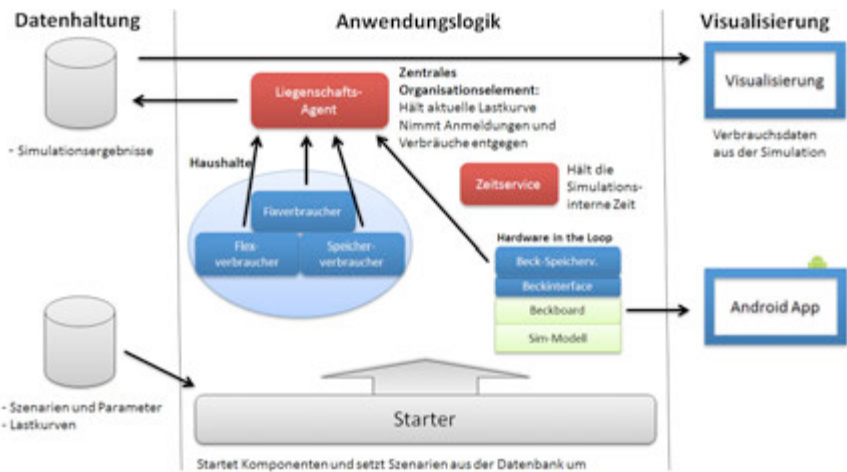 Datenhaltung
Anwendungslogik
Visualisierung
Liegenschafts-
Agent
Zentrales
Organisationselement:
Hält aktuelle Lastkurve
Nimmt Anmeldungen und
Verbräuche entgegen
Visualisierung
- Simulationsergebnisse
Verbrauchsdaten
aus der Simulation
Haushalte
Zeitservice
Hält die
Simulations-
interne Zeit
Fixverbraucher
Flex-
verbraucher
Speicher-
verbraucher
Hardware in the Loop
Beck-Speicherv.
Beckinterface
Beckboard
Sim-Modell
Android App
- Szenarien und Parameter
- Lastkurven
Starter
Startet Komponenten und setzt Szenarien aus der Datenbank um